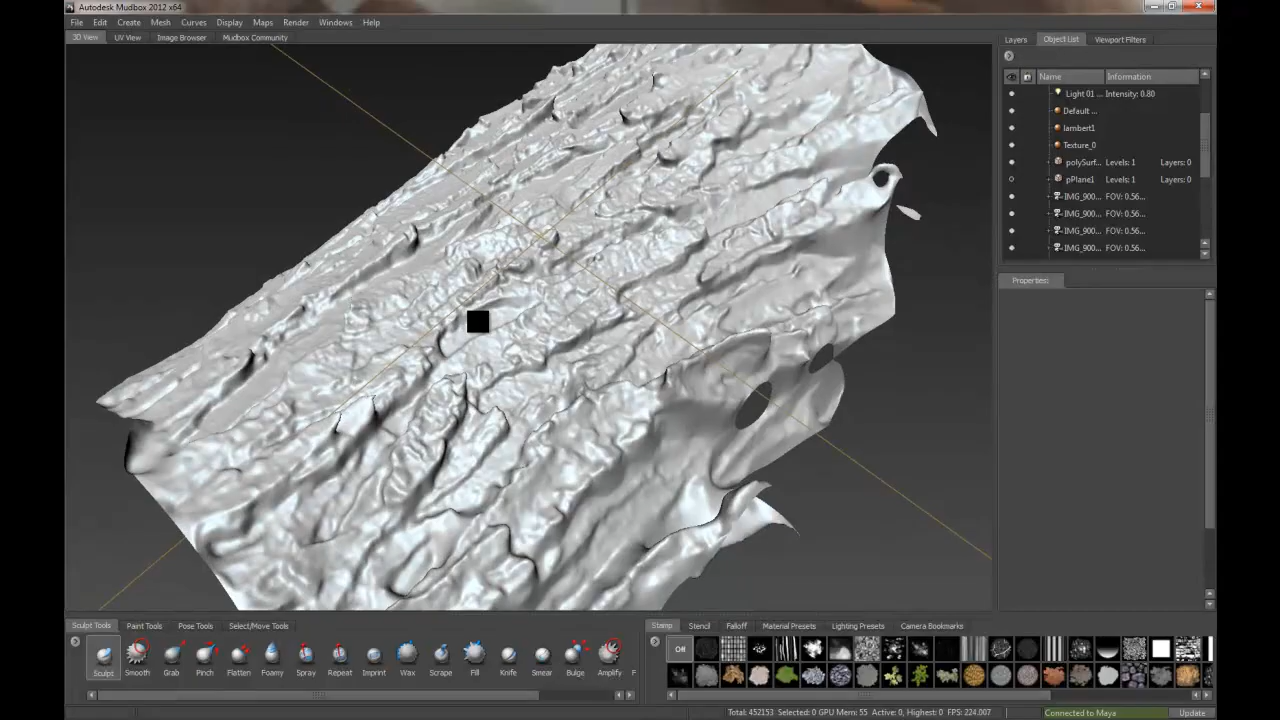 Autodesk Mudbox 2012 x64
File Edit Create Mesh Curves Display Maps Render Windows Help
3D View UV View Image Browser Mudbox Community
Layers Object List Viewport Filters
Name Information
Light 01 ... Intensity: 0.80
Default ...
lambert1
Texture_0
polySurf... Levels: 1 Layers: 0
pPlane1 Levels: 1 Layers: 0
IMG_900... FOV: 0.56...
IMG_900... FOV: 0.56...
IMG_900... FOV: 0.56...
IMG_900... FOV: 0.56...
Properties:
Sculpt Tools Paint Tools Pose Tools Select/Move Tools
Sculpt Smooth Grab Pinch Flatten Foamy Spray Repeat Imprint Wax Scrape Fill Knife Smear Bulge Amplify
Stamp Stencil Falloff Material Presets Lighting Presets Camera Bookmarks
Off
Total: 452153 Selected: 0 GPU Mem: 55 Active: 0, Highest: 0 FPS: 224.007
Connected to Maya Update